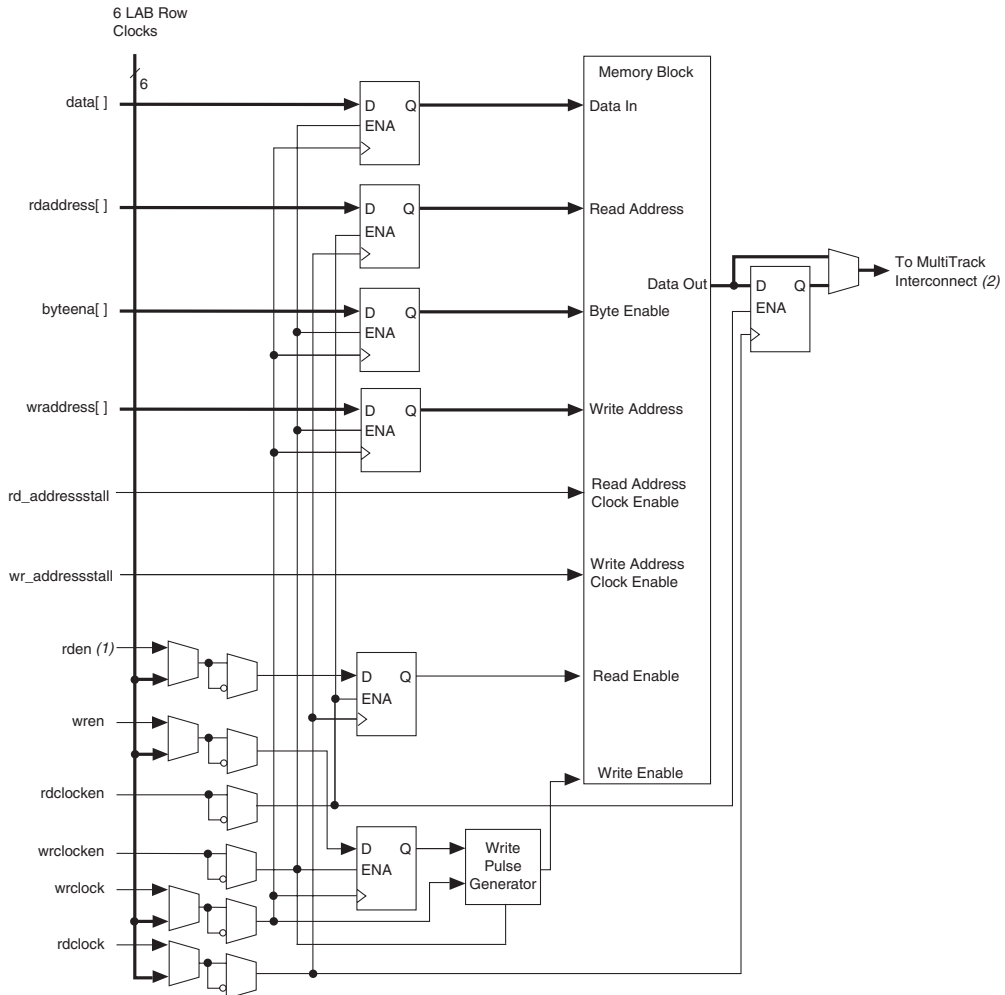 6 LAB Row
Clocks
6
Memory Block
data[ ]
D Q
ENA
Data In
rdaddress[ ]
D Q
ENA
Read Address
To MultiTrack
Interconnect (2)
Data Out
D Q
ENA
byteena[ ]
D Q
ENA
Byte Enable
wraddress[ ]
D Q
ENA
Write Address
rd_addressstall
Read Address
Clock Enable
wr_addressstall
Write Address
Clock Enable
rden (1)
D Q
ENA
Read Enable
wren
Write Enable
rdclocken
wrclocken
D Q
ENA
Write
Pulse
Generator
wrclock
rdclock